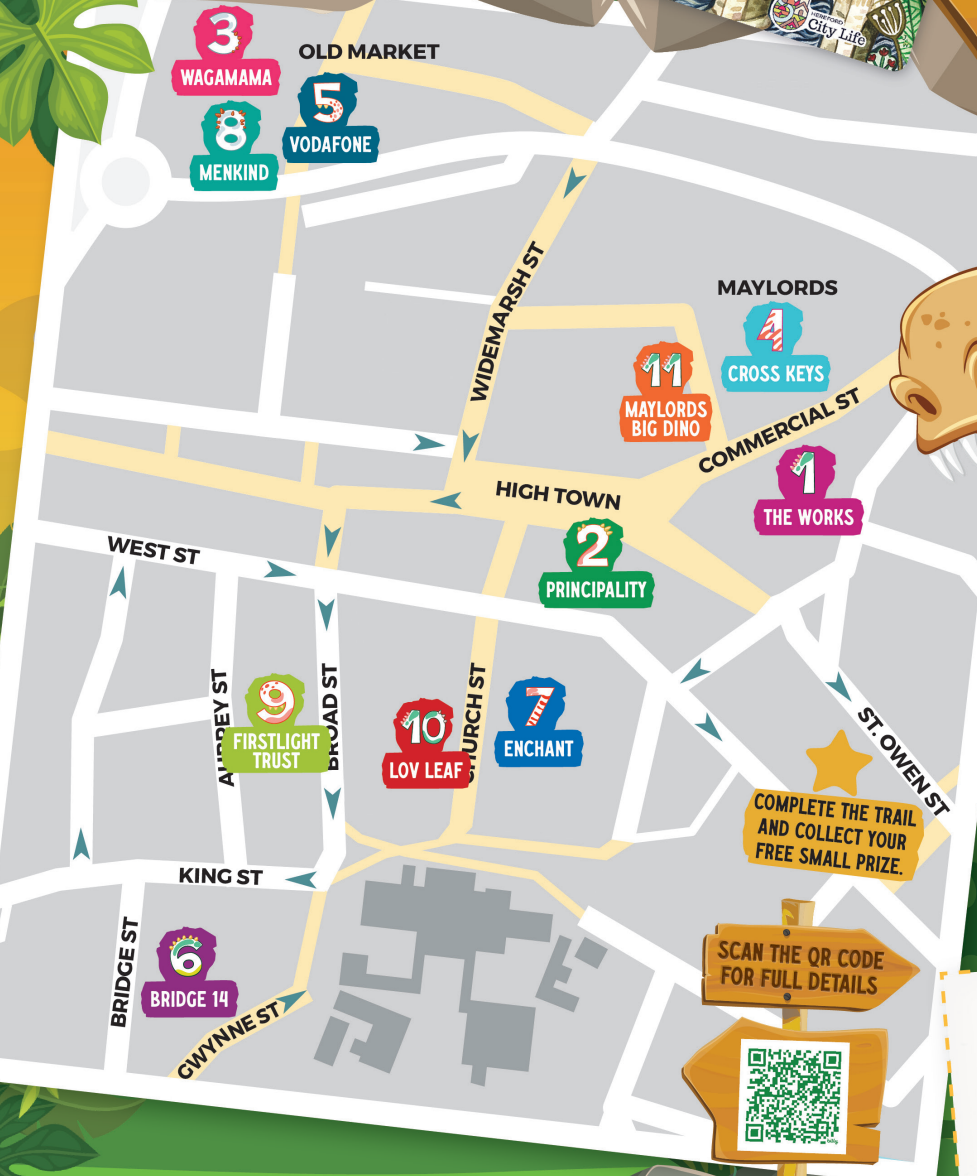 HEREFORD
City Life
3
WAGAMAMA
OLD MARKET
5
VODAFONE
8
MENKIND
WIDEMARSH ST
MAYLORDS
4
CROSS KEYS
11
MAYLORDS
BIG DINO
COMMERCIAL ST
1
THE WORKS
HIGH TOWN
2
PRINCIPALITY
WEST ST
AUBREY ST
9
FIRSTLIGHT
TRUST
BROAD ST
10
LOV LEAF
CHURCH ST
7
ENCHANT
ST. OWEN ST
COMPLETE THE TRAIL
AND COLLECT YOUR
FREE SMALL PRIZE.
KING ST
BRIDGE ST
6
BRIDGE 14
GWYNNE ST
SCAN THE QR CODE
FOR FULL DETAILS